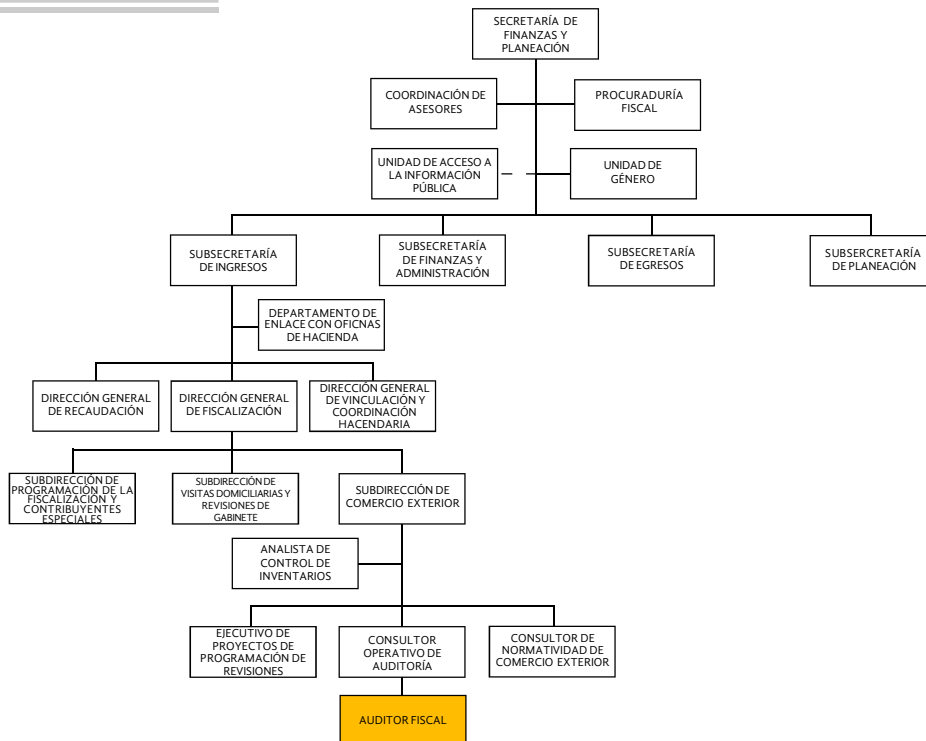 SECRETARÍA DE
FINANZAS Y
PLANEACIÓN
COORDINACIÓN DE
ASESORES
PROCURADURÍA
FISCAL
UNIDAD DE ACCESO A
LA INFORMACIÓN
PÚBLICA
UNIDAD DE
GÉNERO
SUBSECRETARÍA
DE INGRESOS
SUBSECRETARÍA
DE FINANZAS Y
ADMINISTRACIÓN
SUBSECRETARÍA
DE EGRESOS
SUBSERCRETARÍA
DE PLANEACIÓN
DEPARTAMENTO DE
ENLACE CON OFICNAS
DE HACIENDA
DIRECCIÓN GENERAL
DE RECAUDACIÓN
DIRECCIÓN GENERAL
DE FISCALIZACIÓN
DIRECCIÓN GENERAL
DE VINCULACIÓN Y
COORDINACIÓN
HACENDARIA
SUBDIRECCIÓN DE
PROGRAMACIÓN DE LA
FISCALIZACIÓN Y
CONTRIBUYENTES
ESPECIALES
SUBDIRECCIÓN DE
VISITAS DOMICILIARIAS Y
REVISIONES DE
GABINETE
SUBDIRECCIÓN DE
COMERCIO EXTERIOR
ANALISTA DE
CONTROL DE
INVENTARIOS
EJECUTIVO DE
PROYECTOS DE
PROGRAMACIÓN DE
REVISIONES
CONSULTOR
OPERATIVO DE
AUDITORÍA
CONSULTOR DE
NORMATIVIDAD DE
COMERCIO EXTERIOR
AUDITOR FISCAL